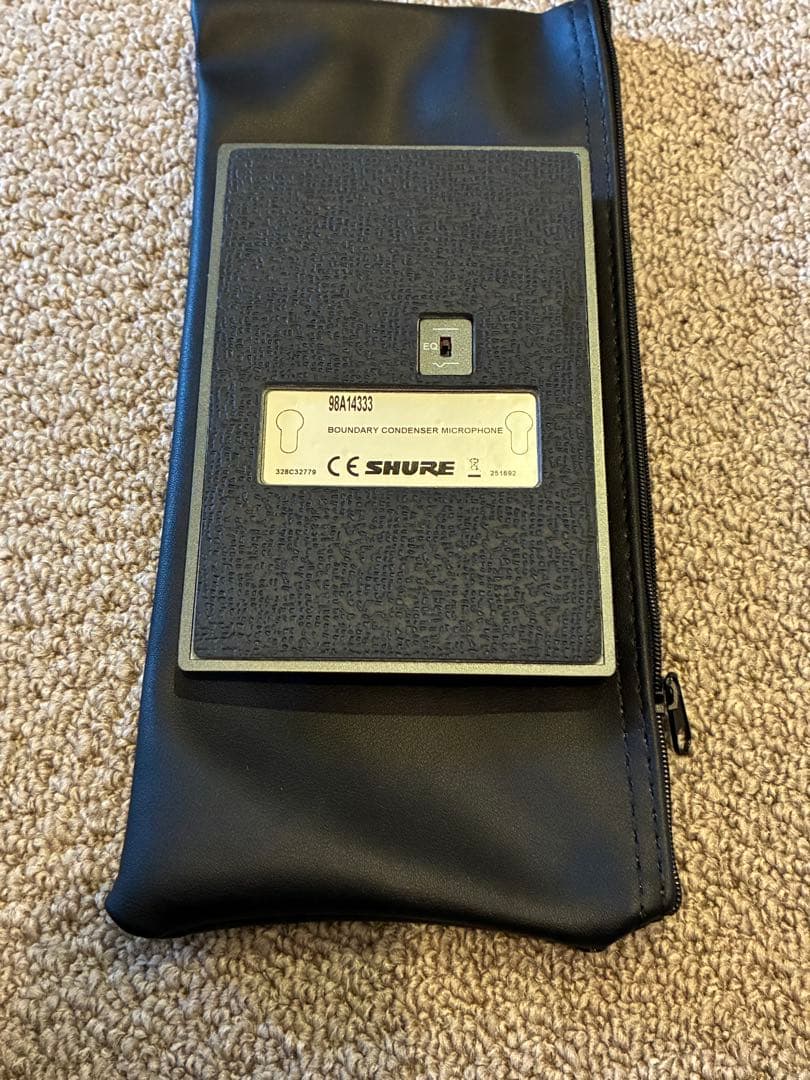 EQ
98A14333
BOUNDARY CONDENSER MICROPHONE
328C32779 CE SHURE 251692